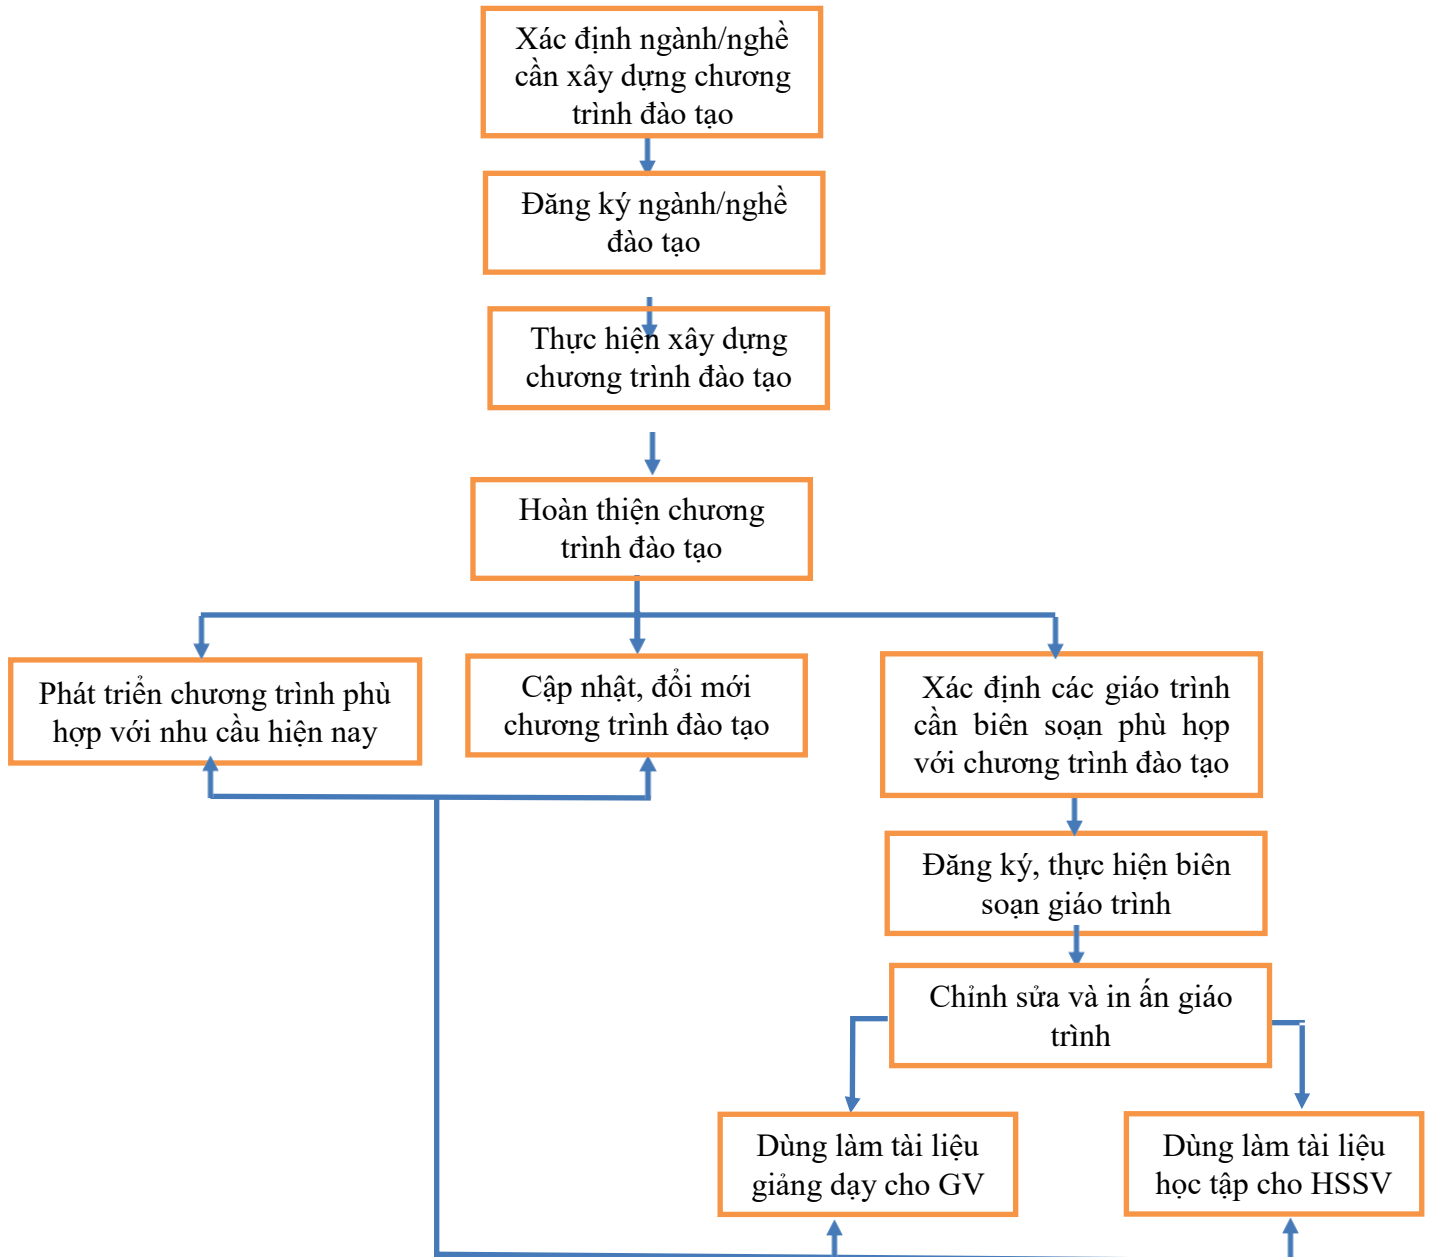 Xác định ngành/nghề
cần xây dựng chương
trình đào tạo
Đăng ký ngành/nghề
đào tạo
Thực hiện xây dựng
chương trình đào tạo
Hoàn thiện chương
trình đào tạo
Phát triển chương trình phù
hợp với nhu cầu hiện nay
Cập nhật, đổi mới
chương trình đào tạo
Xác định các giáo trình
cần biên soạn phù họp
với chương trình đào tạo
Đăng ký, thực hiện biên
soạn giáo trình
Chỉnh sửa và in ấn giáo
trình
Dùng làm tài liệu
giảng dạy cho GV
Dùng làm tài liệu
học tập cho HSSV